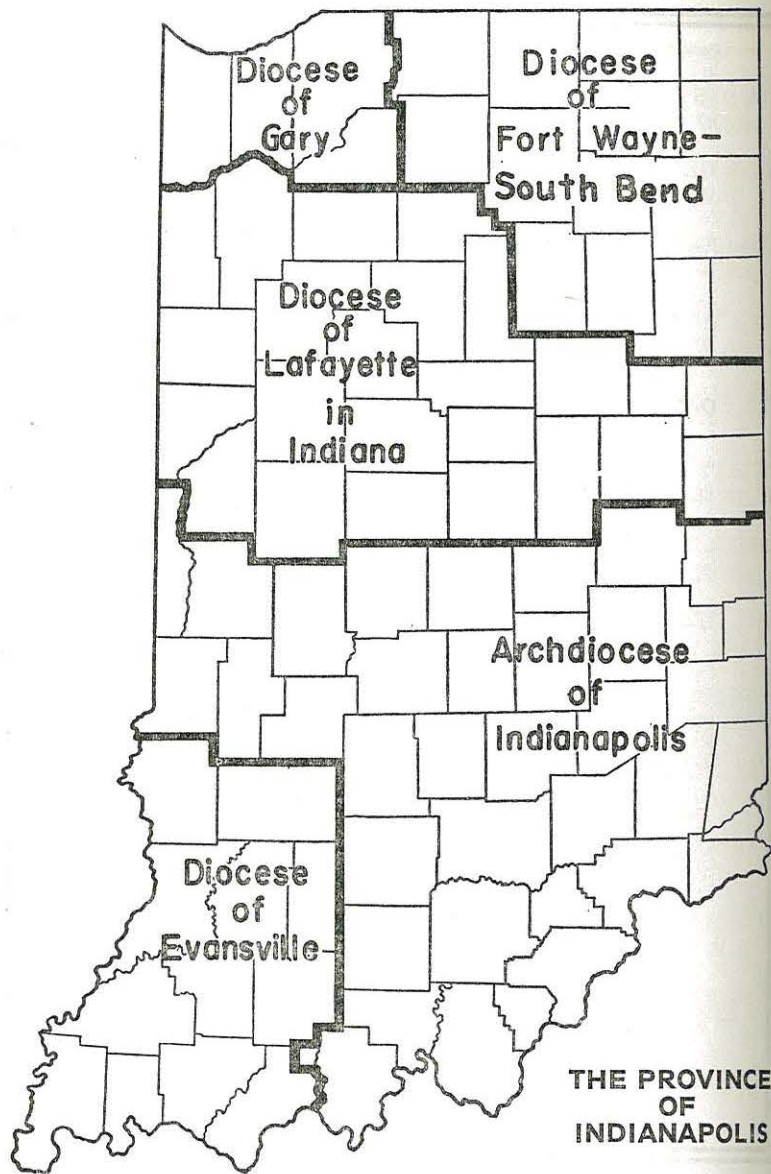 Diocese
of
Gary
Diocese
of
Fort Wayne-
South Bend
Diocese
of
Lafayette
in
Indiana
Archdiocese
of
Indianapolis
Diocese
of
Evansville
THE PROVINCE
OF
INDIANAPOLIS